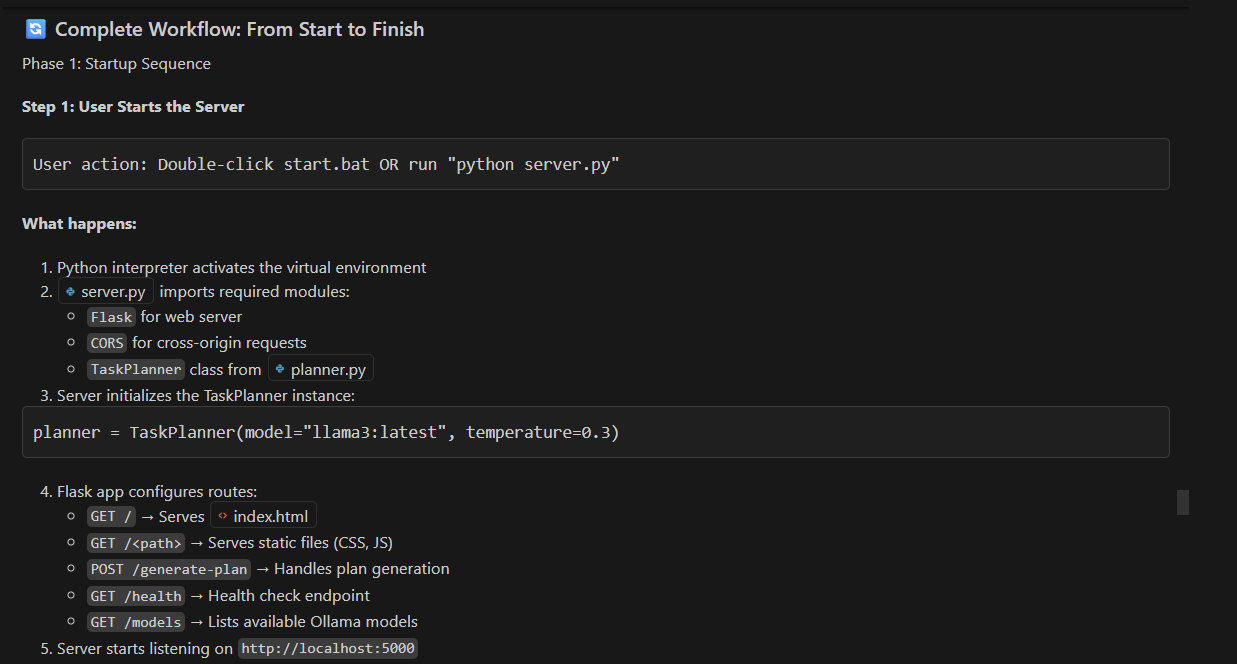 🔄 Complete Workflow: From Start to Finish
Phase 1: Startup Sequence
Step 1: User Starts the Server
User action: Double-click start.bat OR run "python server.py"
What happens:
1. Python interpreter activates the virtual environment
2. server.py imports required modules:
○ Flask for web server
○ CORS for cross-origin requests
○ TaskPlanner class from planner.py
3. Server initializes the TaskPlanner instance:
planner = TaskPlanner(model="llama3:latest", temperature=0.3)
4. Flask app configures routes:
○ GET / → Serves <> index.html
○ GET /<path> → Serves static files (CSS, JS)
○ POST /generate-plan → Handles plan generation
○ GET /health → Health check endpoint
○ GET /models → Lists available Ollama models
5. Server starts listening on http://localhost:5000